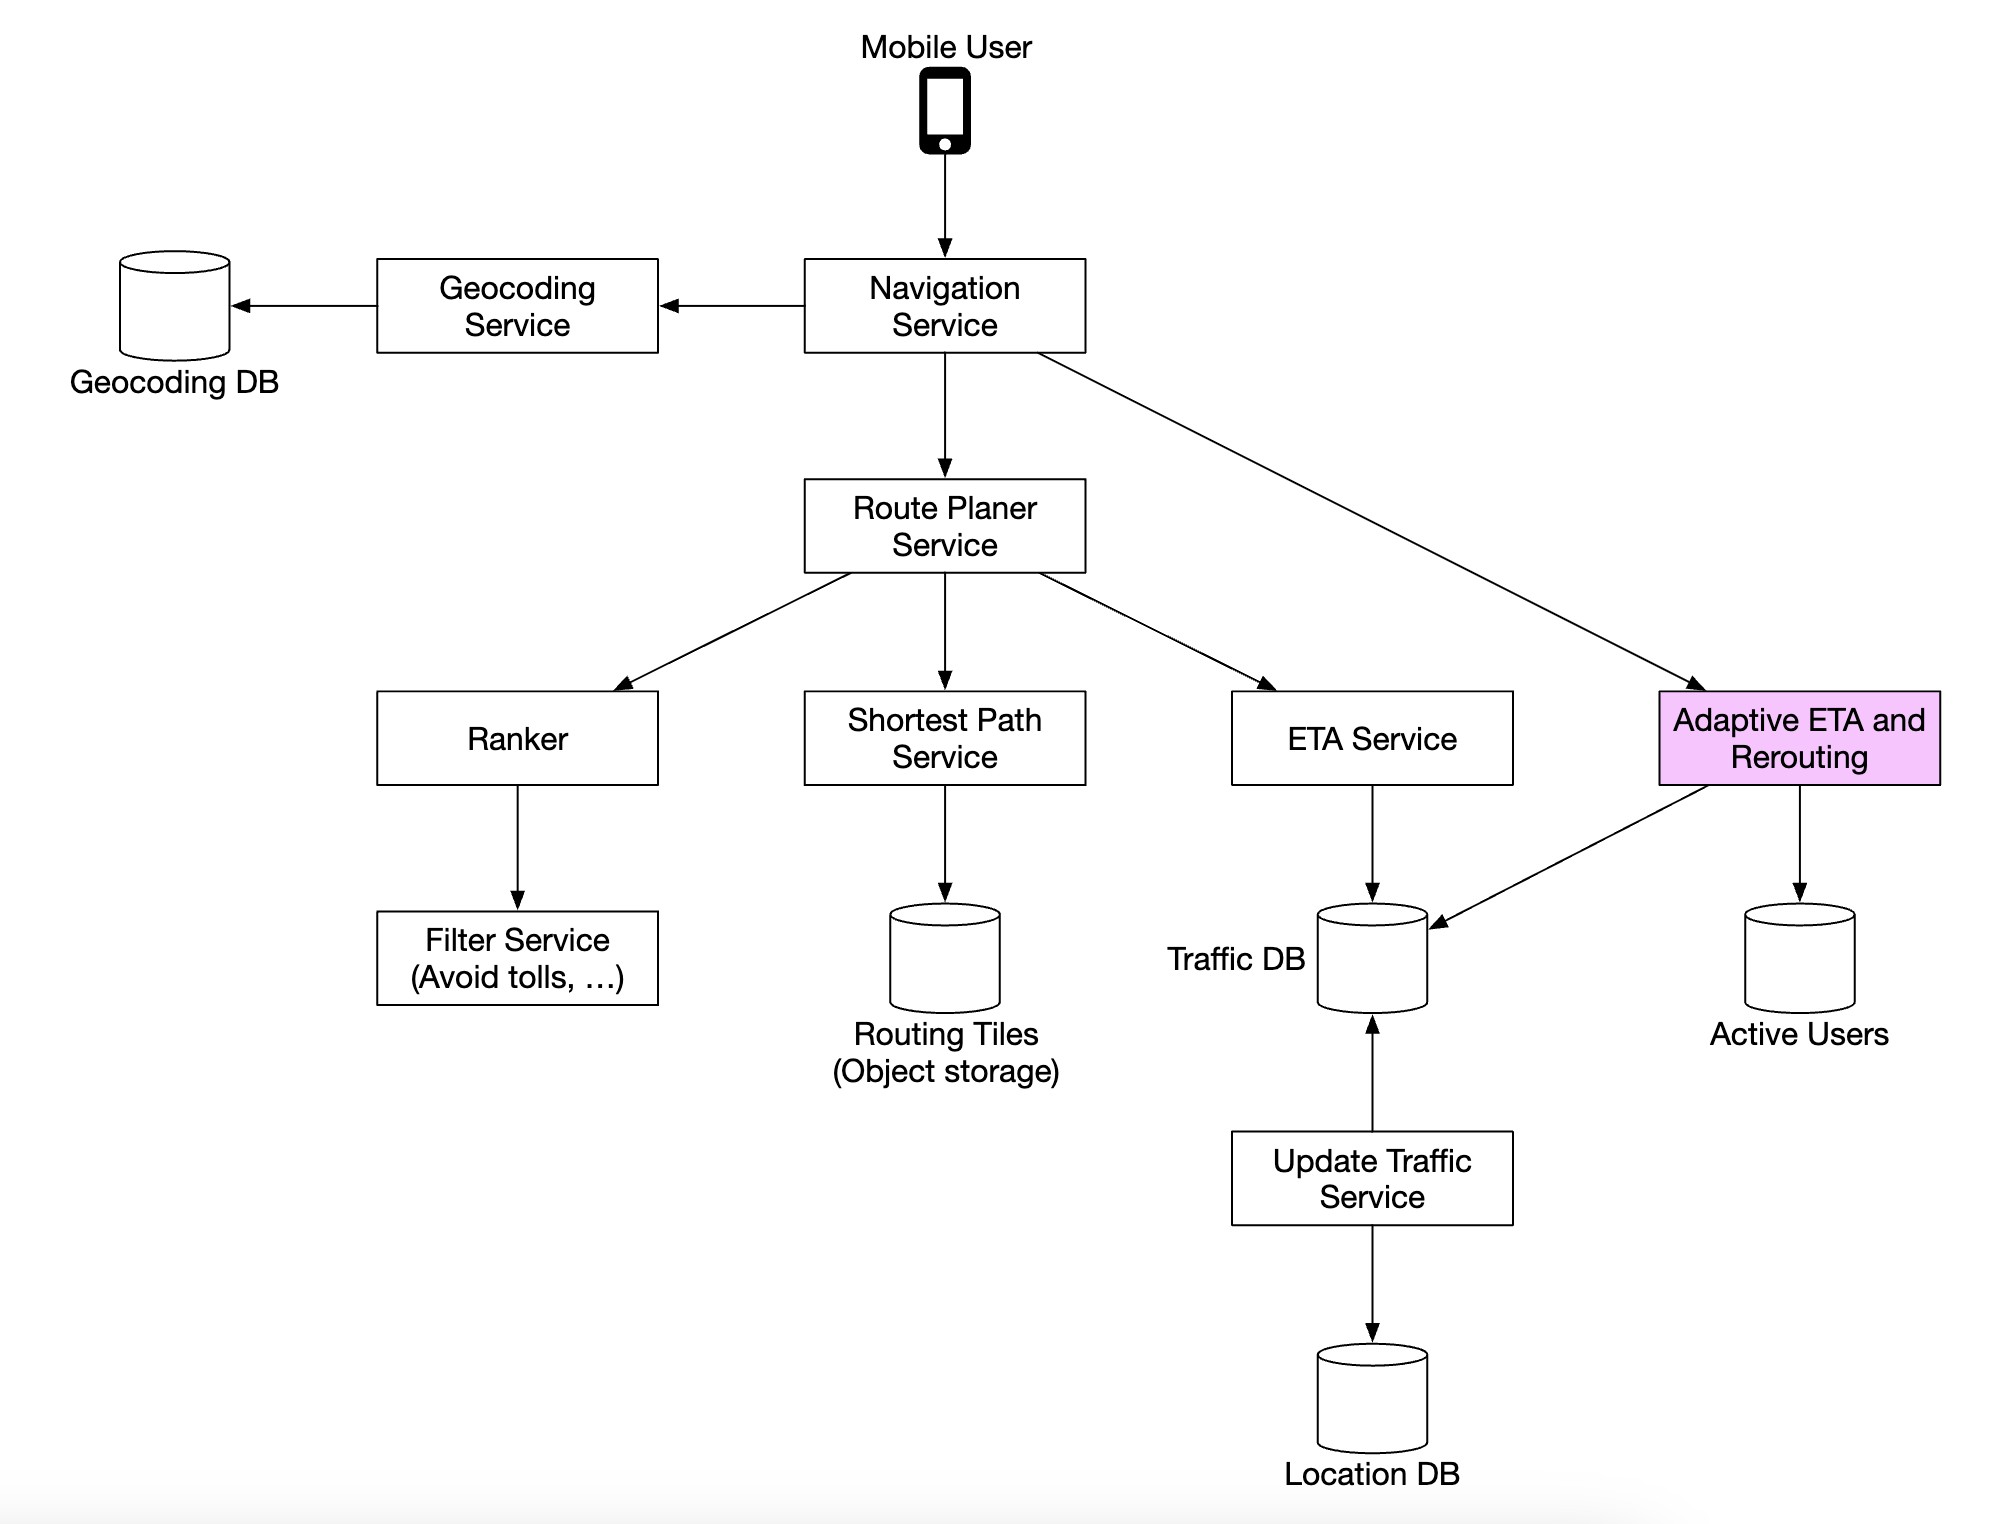 Mobile User
Geocoding
Service
Navigation
Service
Geocoding DB
Route Planer
Service
Ranker
Shortest Path
Service
ETA Service
Adaptive ETA and
Rerouting
Filter Service
(Avoid tolls, …)
Traffic DB
Routing Tiles
(Object storage)
Active Users
Update Traffic
Service
Location DB